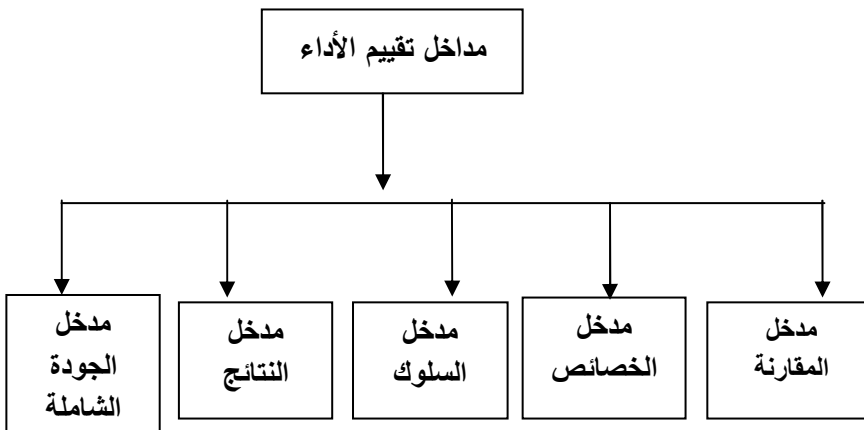 مداخل تقييم الأداء
مدخل
المقارنة
مدخل
الخصائص
مدخل
السلوك
مدخل
النتائج
مدخل
الجودة
الشاملة